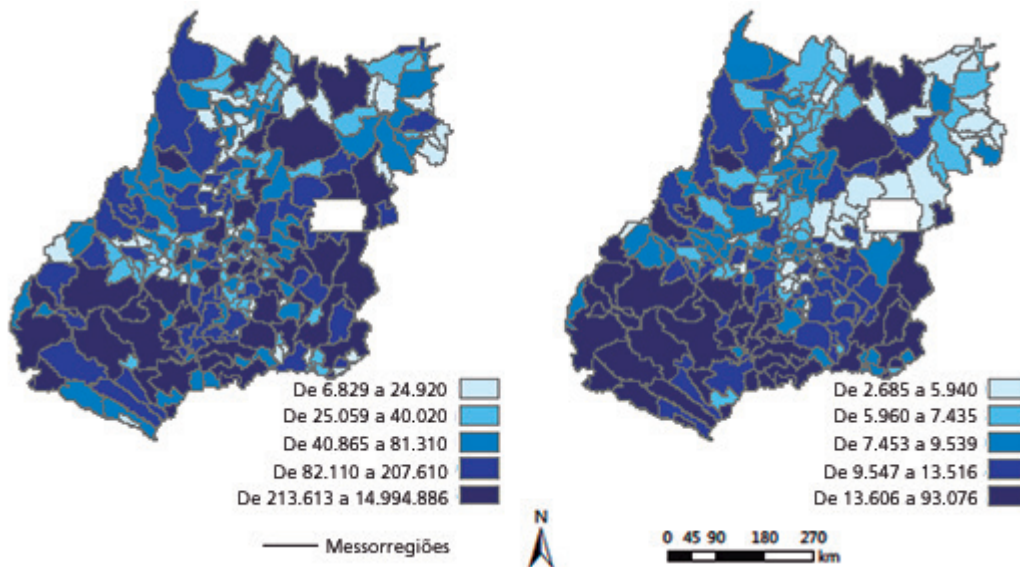 De 6.829 a 24.920
De 25.059 a 40.020
De 40.865 a 81.310
De 82.110 a 207.610
De 213.613 a 14.994.886
De 2.685 a 5.940
De 5.960 a 7.435
De 7.453 a 9.539
De 9.547 a 13.516
De 13.606 a 93.076
Messorregiões
N
0 45 90 180 270
km